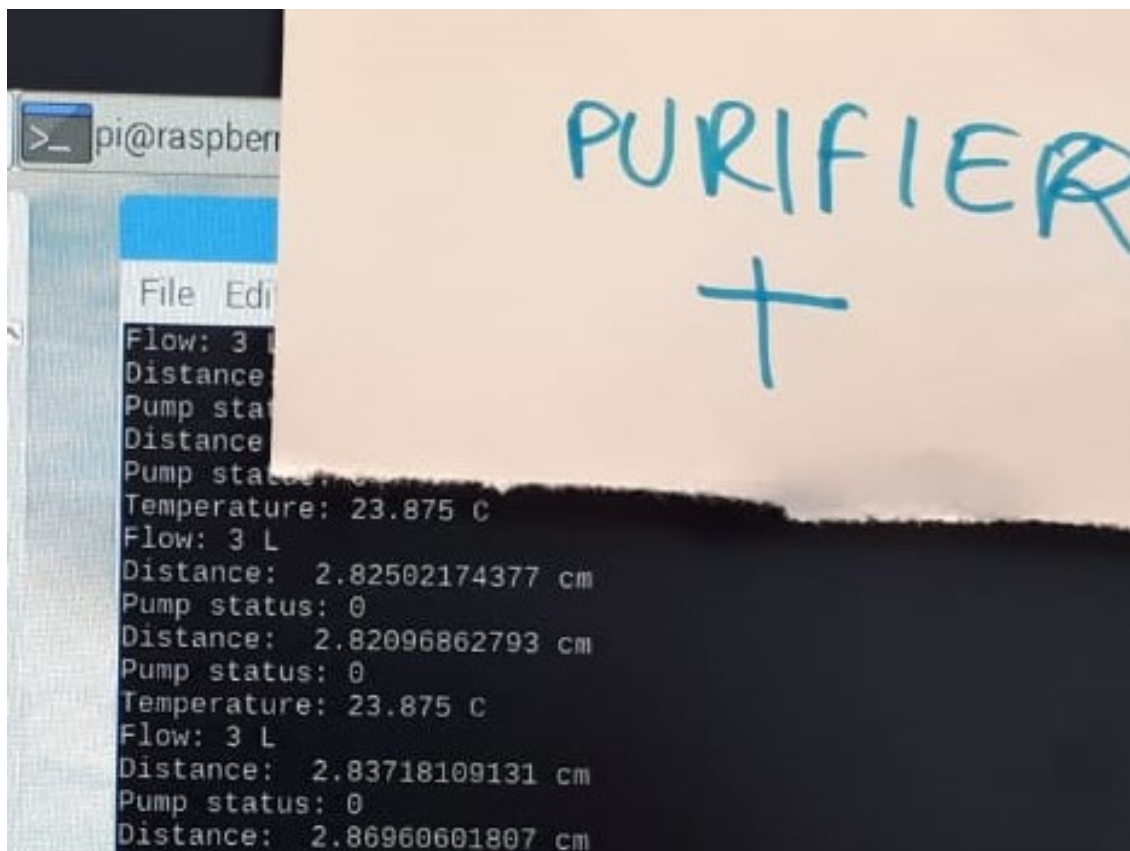 PURIFIER
+
>_ pi@raspberr
File Edi
Flow: 3 L
Distance:
Pump stat
Distance
Pump status:
Temperature: 23.875 C
Flow: 3 L
Distance: 2.82502174377 cm
Pump status: 0
Distance: 2.82096862793 cm
Pump status: 0
Temperature: 23.875 C
Flow: 3 L
Distance: 2.83718109131 cm
Pump status: 0
Distance: 2.86960601807 cm